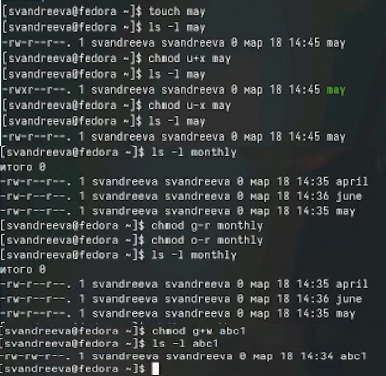 [svandreeva@fedora ~]$ touch may
[svandreeva@fedora ~]$ ls -l may
-rw-r--r--. 1 svandreeva svandreeva 0 мар 18 14:45 may
[svandreeva@fedora ~]$ chmod u+x may
[svandreeva@fedora ~]$ ls -l may
-rwxr--r--. 1 svandreeva svandreeva 0 мар 18 14:45 may
[svandreeva@fedora ~]$ chmod u-x may
[svandreeva@fedora ~]$ ls -l may
-rw-r--r--. 1 svandreeva svandreeva 0 мар 18 14:45 may
[svandreeva@fedora ~]$ ls -l monthly
итого 0
-rw-r--r--. 1 svandreeva svandreeva 0 мар 18 14:35 april
-rw-r--r--. 1 svandreeva svandreeva 0 мар 18 14:36 june
-rw-r--r--. 1 svandreeva svandreeva 0 мар 18 14:35 may
[svandreeva@fedora ~]$ chmod g-r monthly
[svandreeva@fedora ~]$ chmod o-r monthly
[svandreeva@fedora ~]$ ls -l monthly
итого 0
-rw-r--r--. 1 svandreeva svandreeva 0 мар 18 14:35 april
-rw-r--r--. 1 svandreeva svandreeva 0 мар 18 14:36 june
-rw-r--r--. 1 svandreeva svandreeva 0 мар 18 14:35 may
[svandreeva@fedora ~]$ chmod g+w abc1
[svandreeva@fedora ~]$ ls -l abc1
-rw-rw-r--. 1 svandreeva svandreeva 0 мар 18 14:34 abc1
[svandreeva@fedora ~]$